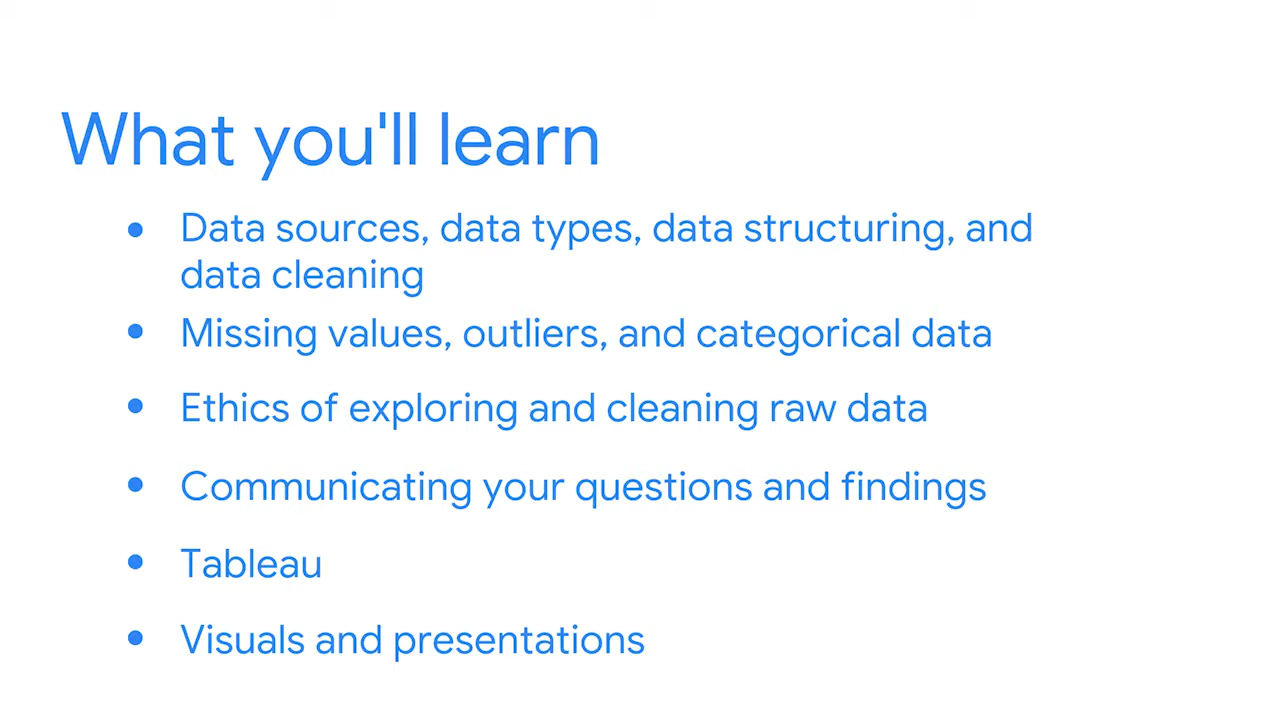 What you'll learn
• Data sources, data types, data structuring, and
data cleaning
• Missing values, outliers, and categorical data
• Ethics of exploring and cleaning raw data
• Communicating your questions and findings
• Tableau
• Visuals and presentations